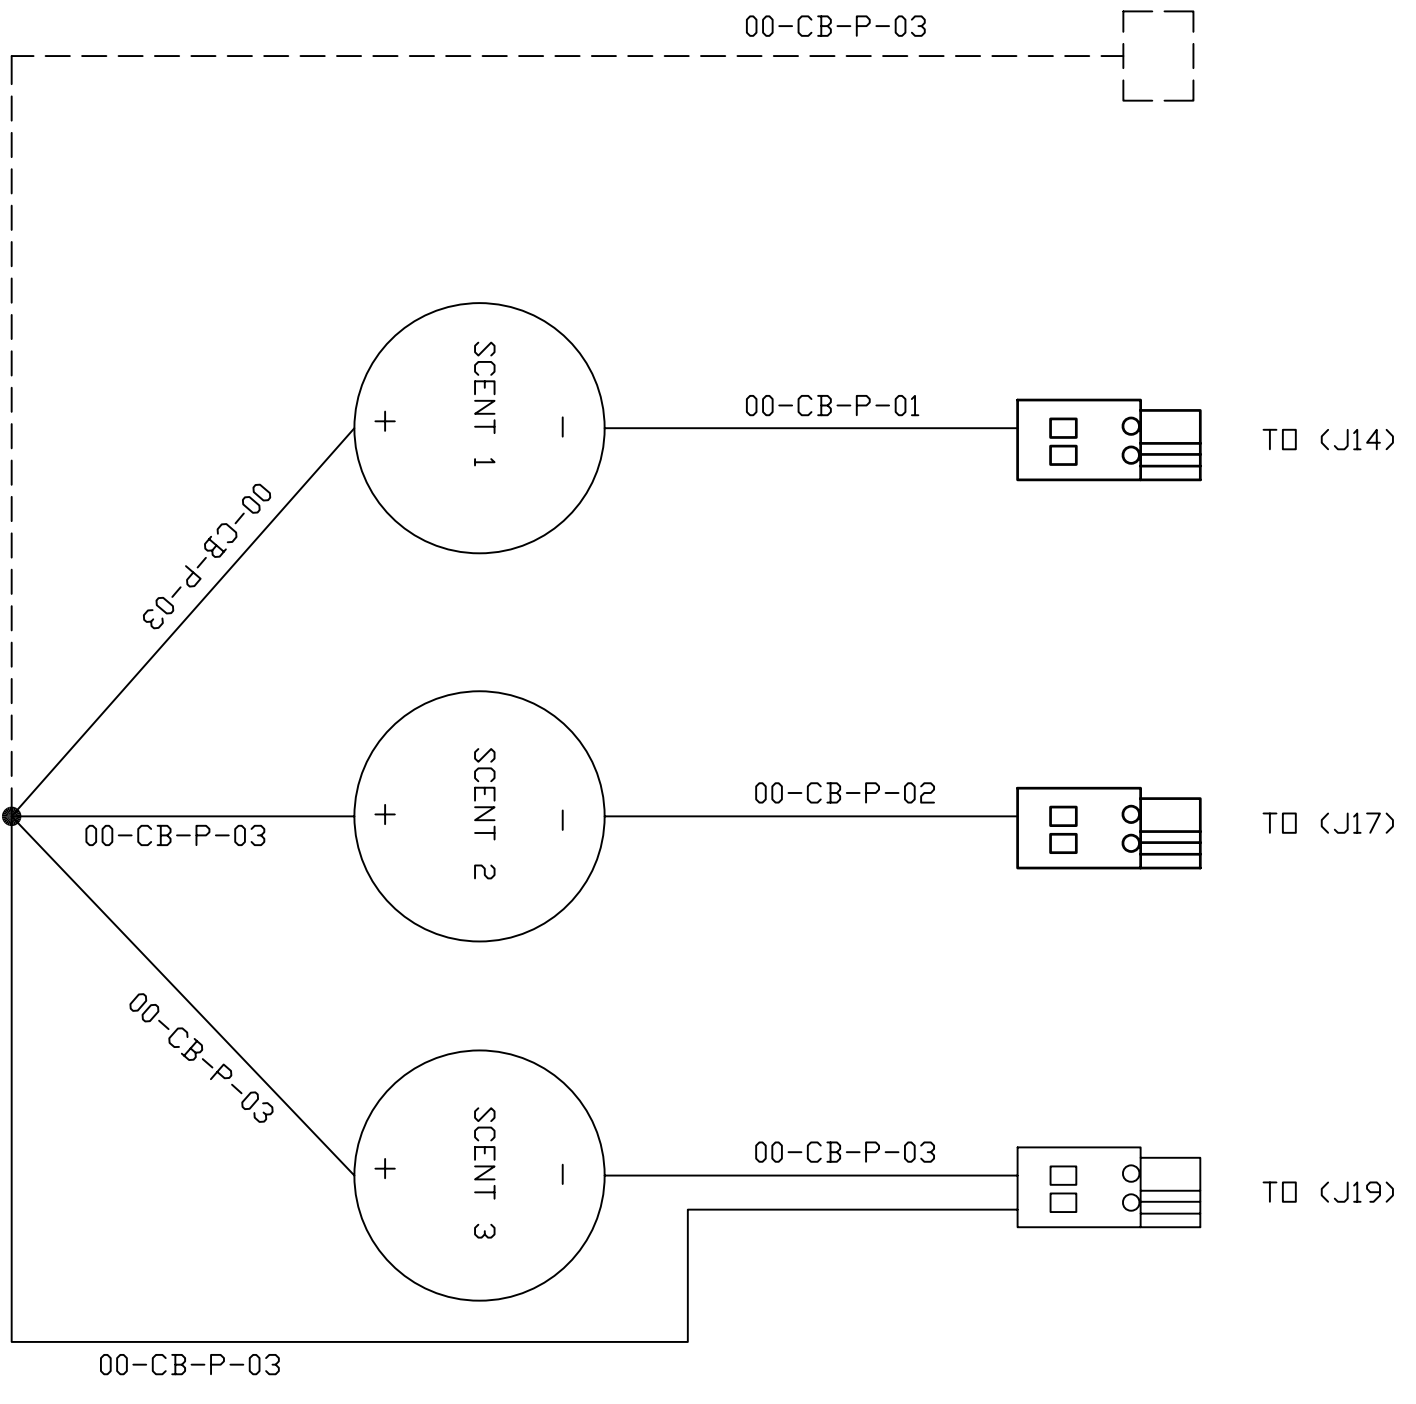 00-CB-P-03
SCENT 1
+
-
00-CB-P-01
TO (J14)
00-CB-P-03
SCENT 2
+
-
00-CB-P-02
TO (J17)
00-CB-P-03
00-CB-P-03
SCENT 3
+
-
00-CB-P-03
TO (J19)
00-CB-P-03